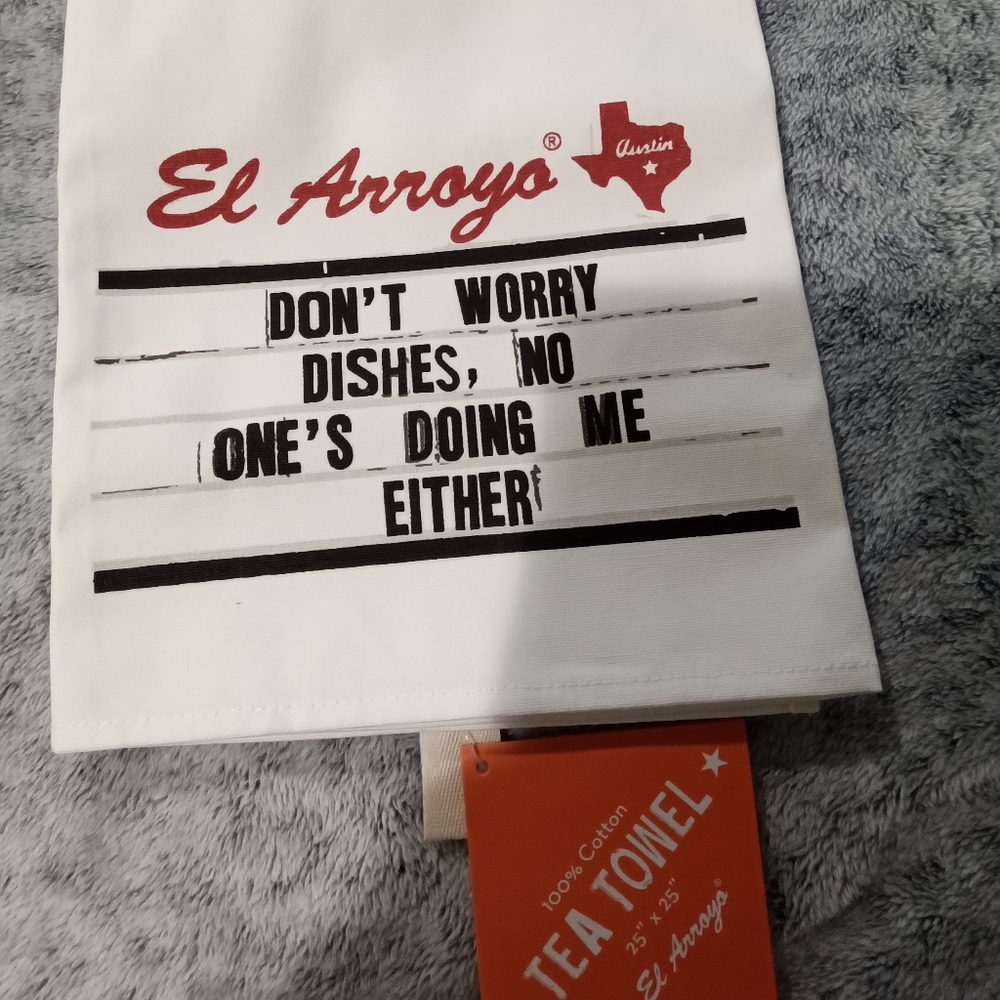 El Arroyo®
Austin
DON'T WORRY
DISHES, NO
ONE'S DOING ME
EITHER
100% Cotton
TEA TOWEL
25" x 25"
El Arroyo®